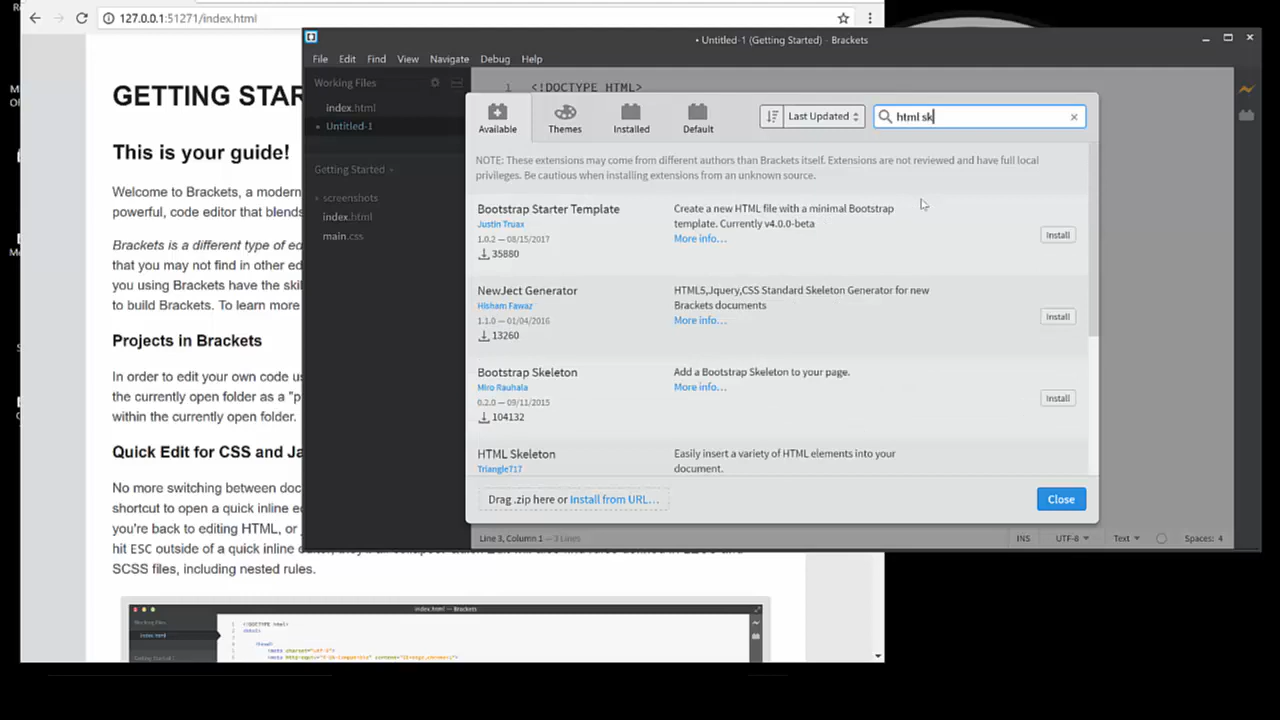 127.0.0.1:51271/index.html
GETTING STAR
This is your guide!
Welcome to Brackets, a modern
powerful, code editor that blends
Brackets is a different type of ed
that you may not find in other ed
you using Brackets have the skil
to build Brackets. To learn more
Projects in Brackets
In order to edit your own code us
the currently open folder as a "p
within the currently open folder.
Quick Edit for CSS and Ja
No more switching between doc
shortcut to open a quick inline e
you're back to editing HTML, or j
hit ESC outside of a quick inline
SCSS files, including nested rules.
index.html — Brackets
Working Files
index.html
Getting Started
<!DOCTYPE html>
• Untitled-1 (Getting Started) - Brackets
File Edit Find View Navigate Debug Help
Working Files
index.html
• Untitled-1
Getting Started
screenshots
index.html
main.css
1 <!DOCTYPE HTML>
Available
Themes
Installed
Default
Last Updated
html sk
NOTE: These extensions may come from different authors than Brackets itself. Extensions are not reviewed and have full local
privileges. Be cautious when installing extensions from an unknown source.
Bootstrap Starter Template
Justin Truax
1.0.2 — 08/15/2017
35880
Create a new HTML file with a minimal Bootstrap
template. Currently v4.0.0-beta
More info...
Install
NewJect Generator
Hisham Fawaz
1.1.0 — 01/04/2016
13260
HTML5,Jquery,CSS Standard Skeleton Generator for new
Brackets documents
More info...
Install
Bootstrap Skeleton
Miro Rauhala
0.2.0 — 09/11/2015
104132
Add a Bootstrap Skeleton to your page.
More info...
Install
HTML Skeleton
Triangle717
Easily insert a variety of HTML elements into your
document.
Drag .zip here or Install from URL...
Close
Line 3, Column 1 — 3 Lines
INS UTF-8 Text Spaces: 4